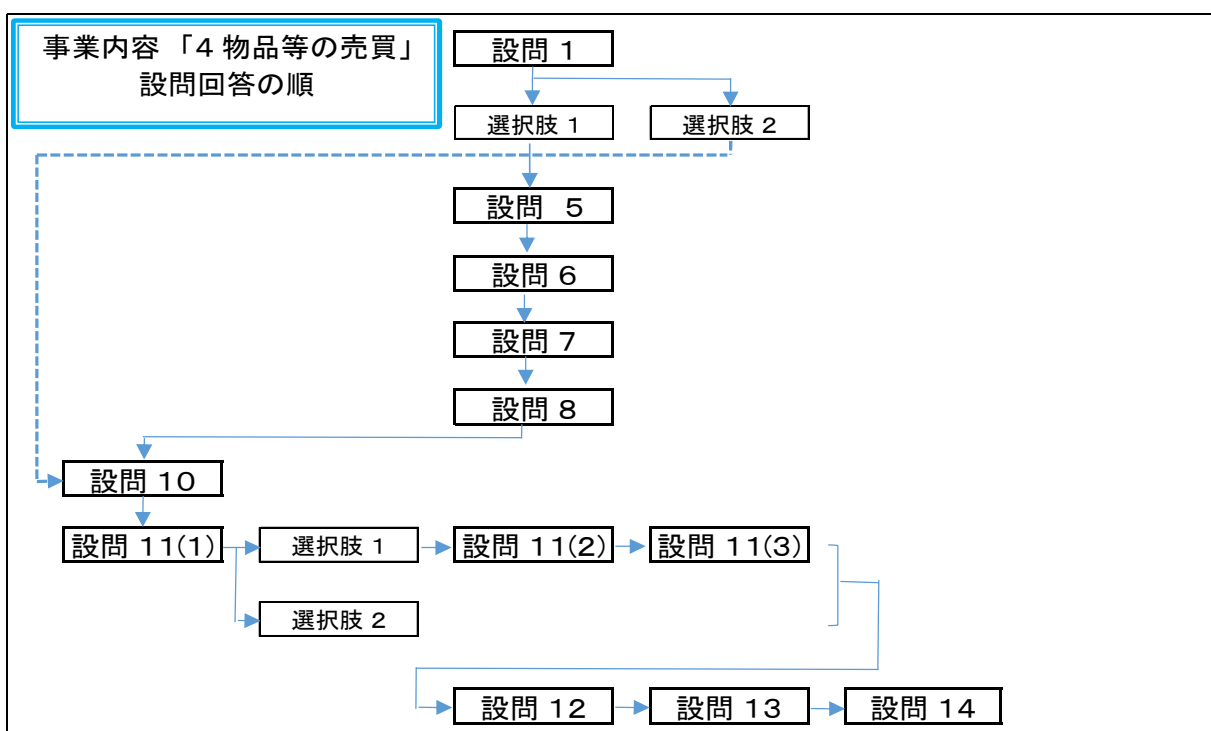 事業内容 「4 物品等の売買」
設問回答の順
設問 1
選択肢 1
選択肢 2
設問 5
設問 6
設問 7
設問 8
設問 10
設問 11(1)
選択肢 1
設問 11(2)
設問 11(3)
選択肢 2
設問 12
設問 13
設問 14